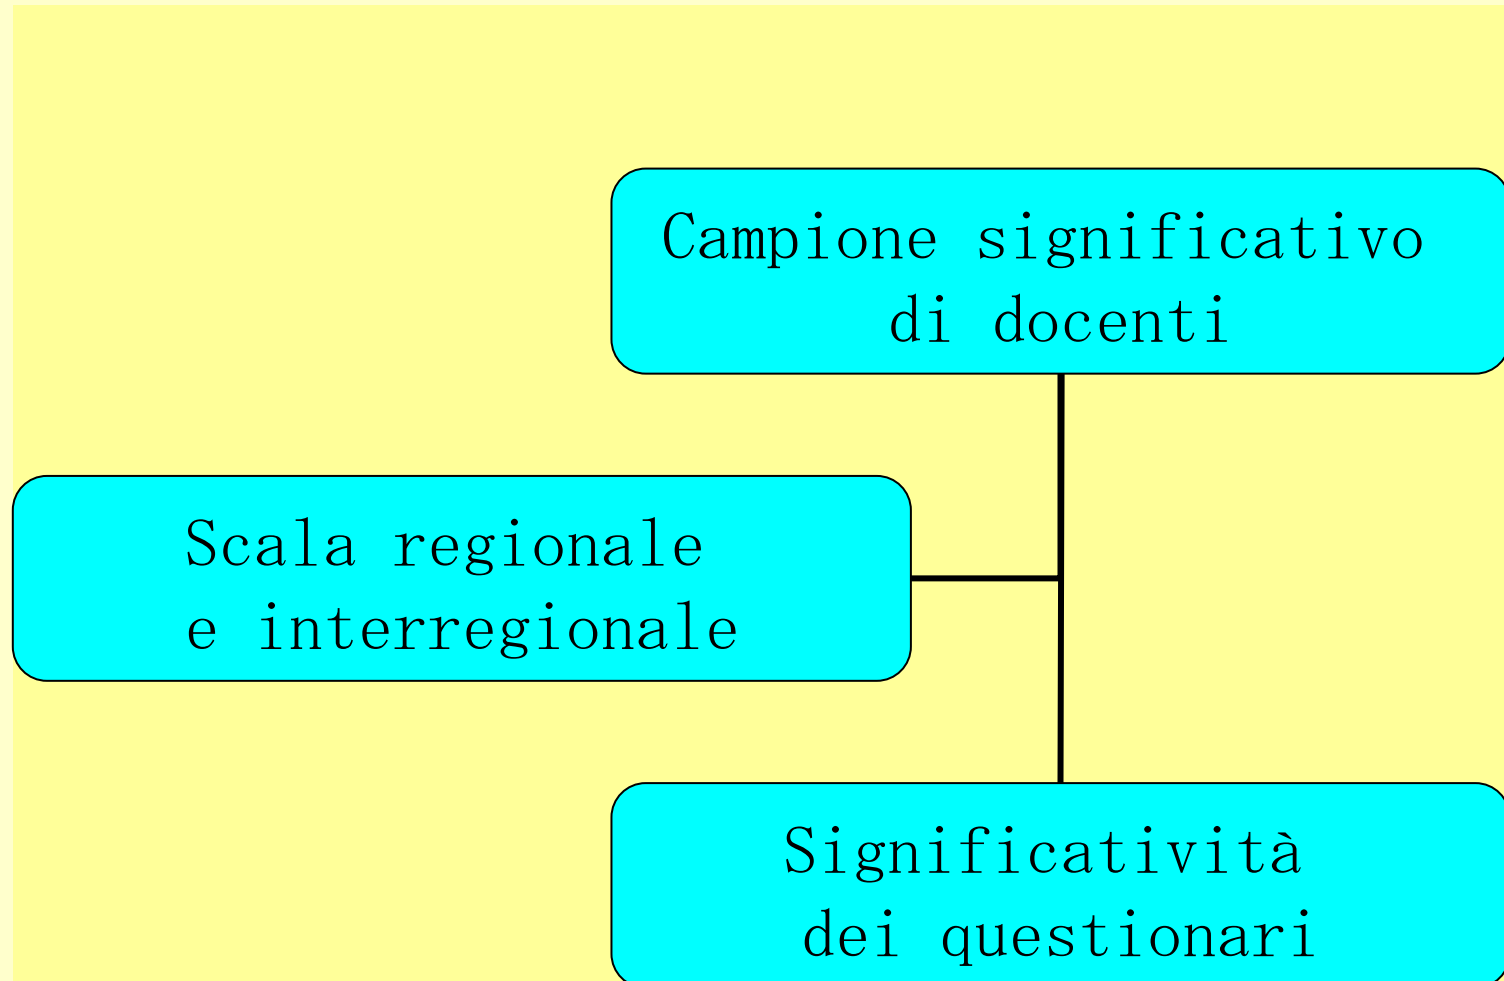 Campione significativo
di docenti
Scala regionale
e interregionale
Significatività
dei questionari